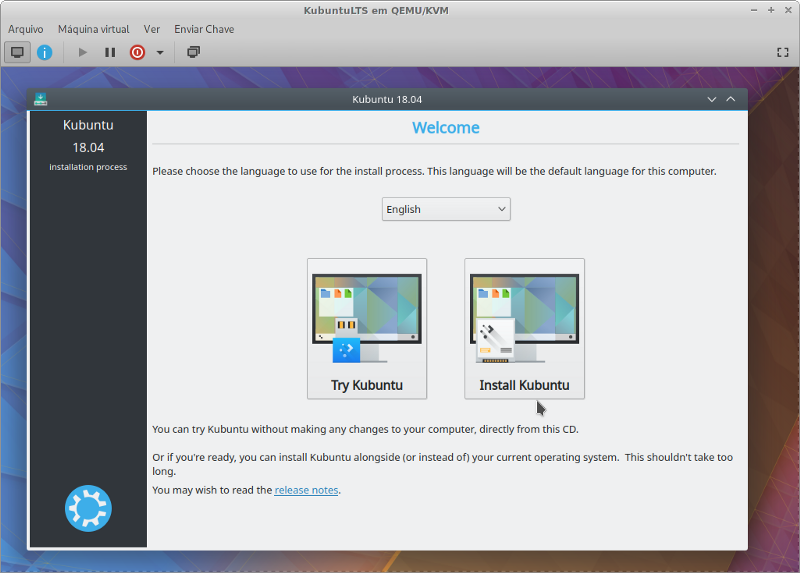 KubuntuLTS em QEMU/KVM
Arquivo Máquina virtual Ver Enviar Chave
Kubuntu 18.04
Kubuntu
18.04
installation process
Welcome
Please choose the language to use for the install process. This language will be the default language for this computer.
English
Try Kubuntu
Install Kubuntu
You can try Kubuntu without making any changes to your computer, directly from this CD.
Or if you're ready, you can install Kubuntu alongside (or instead of) your current operating system. This shouldn't take too
long.
You may wish to read the release notes.